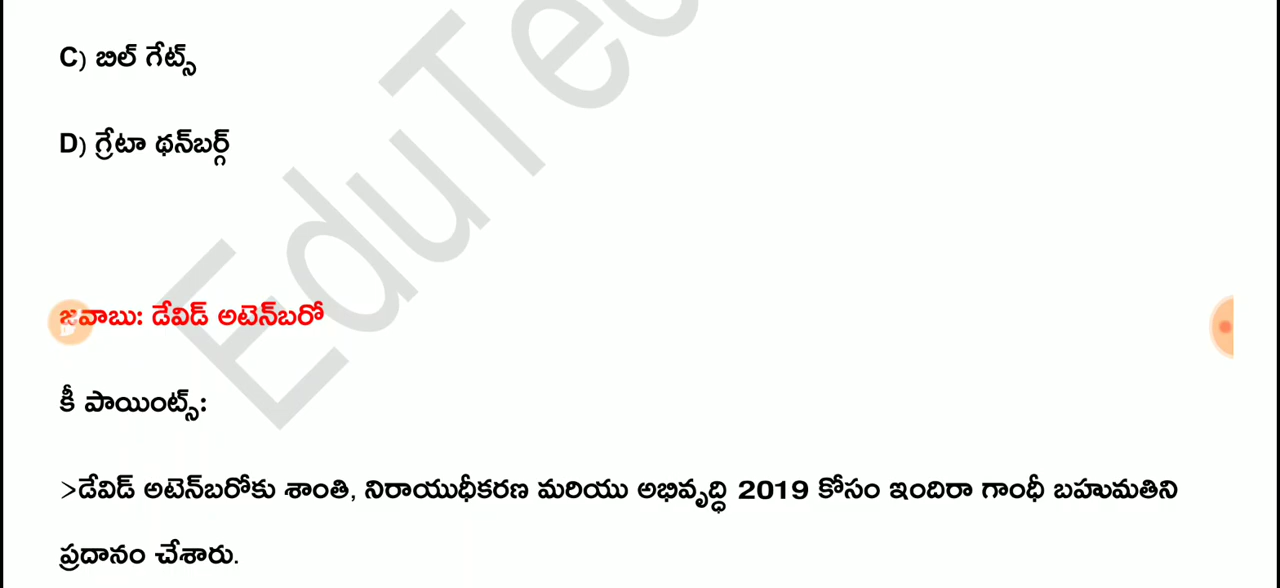 C) బిల్ గేట్స్
D) గ్రేటా థన్‌బర్గ్
EduTec
జవాబు: డేవిడ్ అటెన్‌బరో
కీ పాయింట్స్:
>డేవిడ్ అటెన్‌బరోకు శాంతి, నిరాయుధీకరణ మరియు అభివృద్ధి 2019 కోసం ఇందిరా గాంధీ బహుమతిని
ప్రదానం చేశారు.